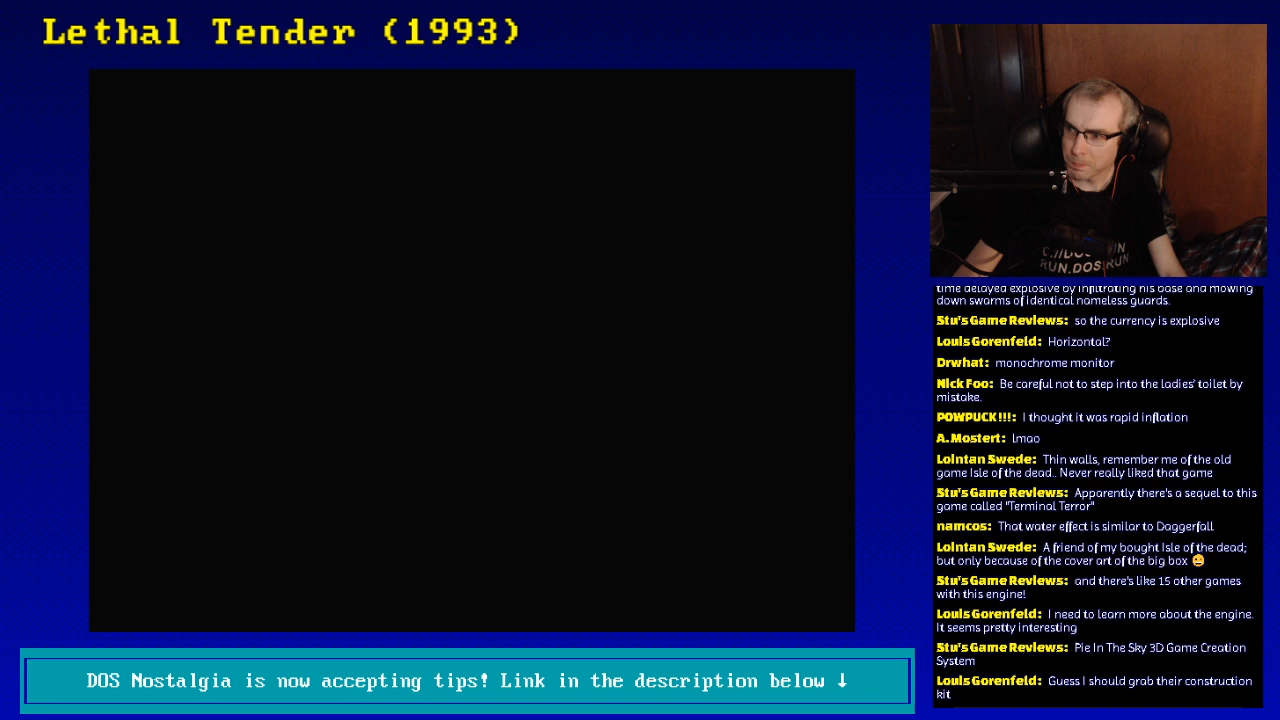 Lethal Tender (1993)
RUN.DOS RUN
time delayed explosive by infiltrating his base and mowing
down swarms of identical nameless guards.
Stu's Game Reviews: so the currency is explosive
Louis Gorenfeld: Horizontal?
Drwhat: monochrome monitor
Nick Foo: Be careful not to step into the ladies' toilet by
mistake.
POWPUCK!!!: I thought it was rapid inflation
A. Mostert: lmao
Lointan Swede: Thin walls, remember me of the old
game Isle of the dead.. Never really liked that game
Stu's Game Reviews: Apparently there's a sequel to this
game called "Terminal Terror"
namcos: That water effect is similar to Daggerfall
Lointan Swede: A friend of my bought Isle of the dead;
but only because of the cover art of the big box
Stu's Game Reviews: and there's like 15 other games
with this engine!
Louis Gorenfeld: I need to learn more about the engine.
It seems pretty interesting
Stu's Game Reviews: Pie In The Sky 3D Game Creation
System
Louis Gorenfeld: Guess I should grab their construction
kit
DOS Nostalgia is now accepting tips! Link in the description below ↓